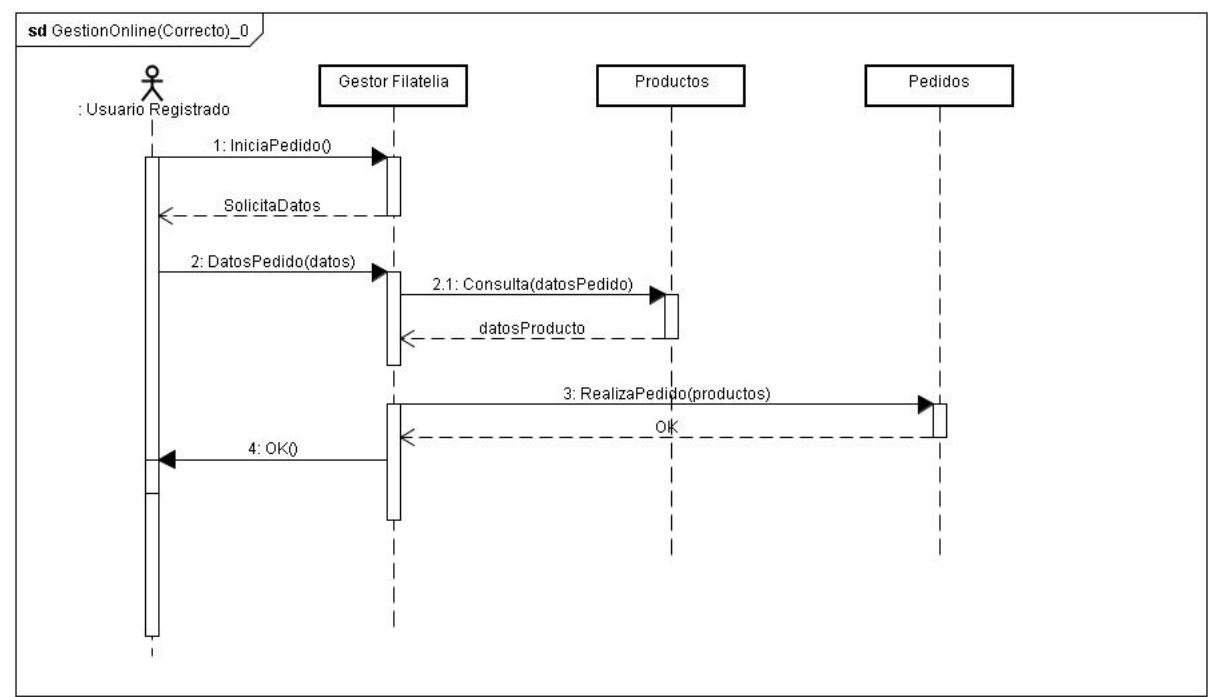 sd GestionOnline(Correcto)_0
: Usuario Registrado
Gestor Filatelia
Productos
Pedidos
1: IniciaPedido()
SolicitaDatos
2: DatosPedido(datos)
2.1: Consulta(datosPedido)
datosProducto
3: RealizaPedido(productos)
OK
4: OK()